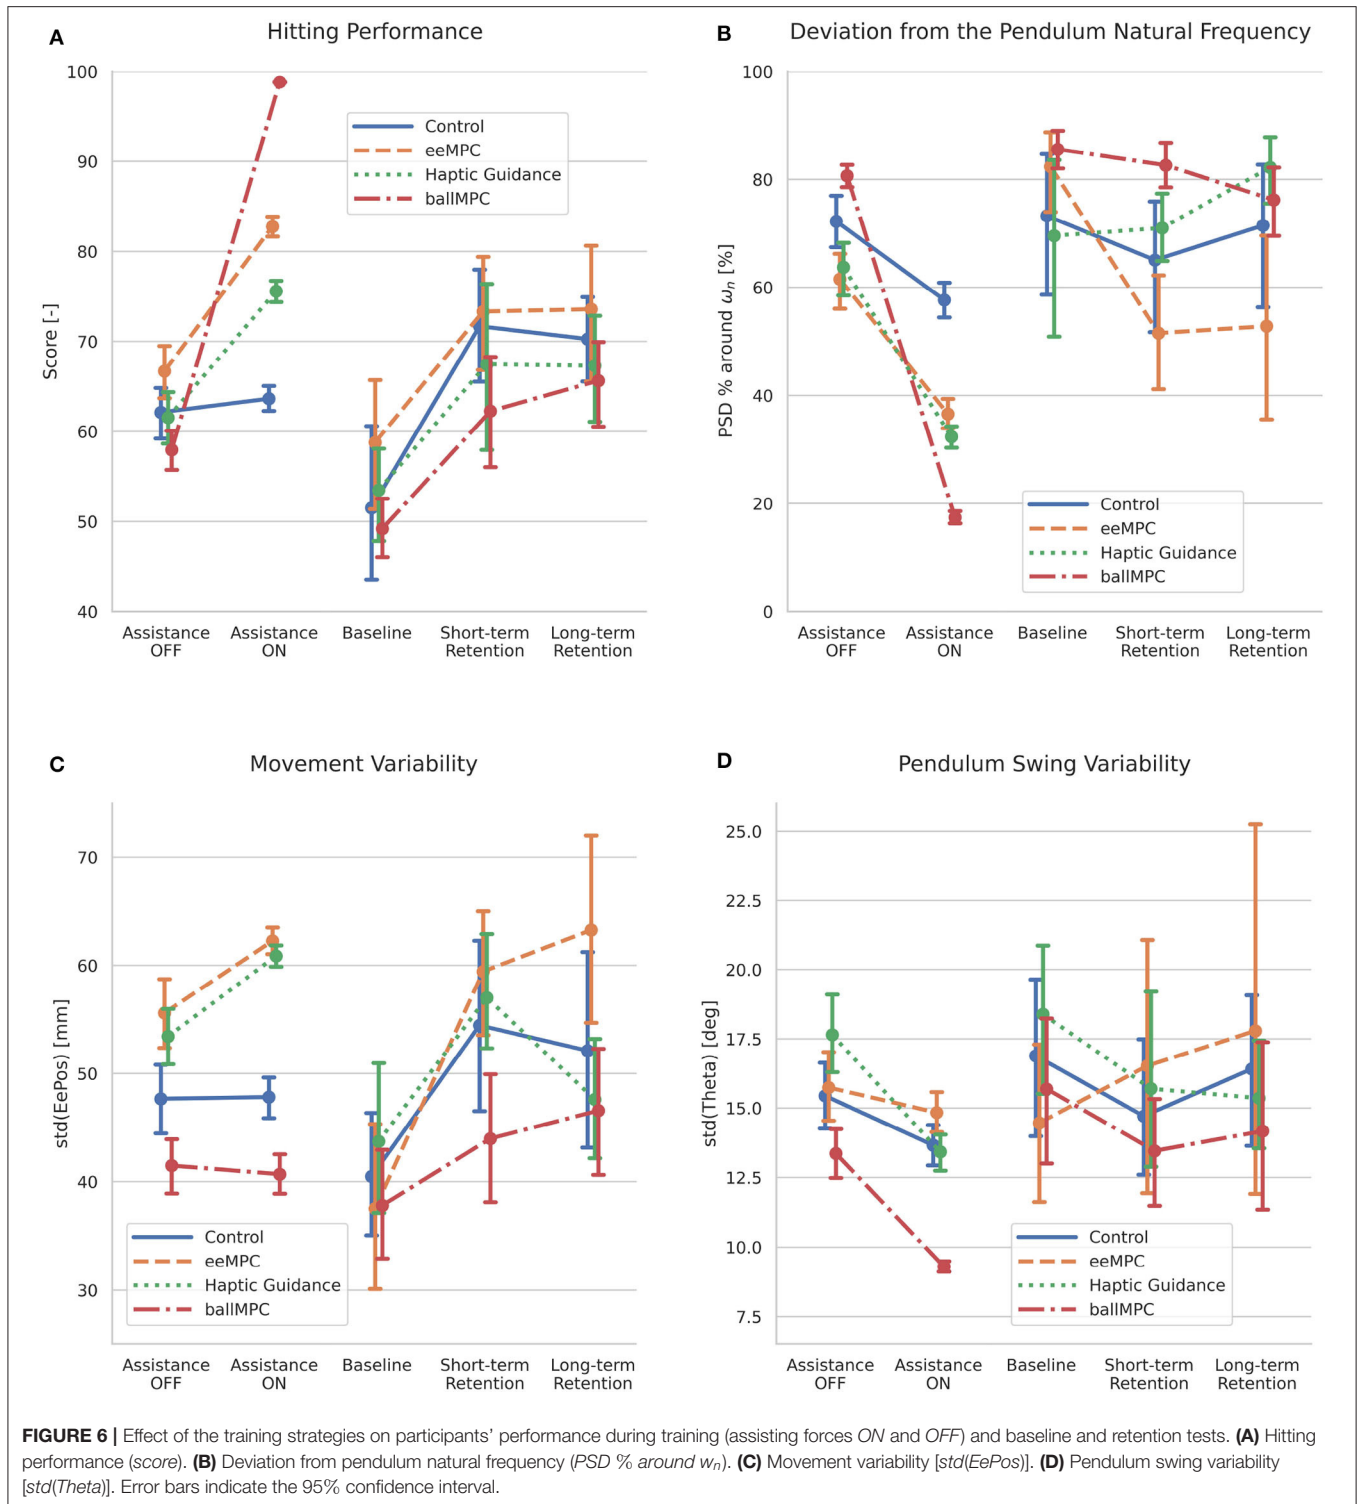 A
Hitting Performance
100
90
80
70
60
50
40
Score [-]
Control
eeMPC
Haptic Guidance
ballMPC
Assistance OFF
Assistance ON
Baseline
Short-term Retention
Long-term Retention
B
Deviation from the Pendulum Natural Frequency
100
80
60
40
20
0
PSD % around ωn [%]
Control
eeMPC
Haptic Guidance
ballMPC
Assistance OFF
Assistance ON
Baseline
Short-term Retention
Long-term Retention
C
Movement Variability
70
60
50
40
30
std(EePos) [mm]
Control
eeMPC
Haptic Guidance
ballMPC
Assistance OFF
Assistance ON
Baseline
Short-term Retention
Long-term Retention
D
Pendulum Swing Variability
25.0
22.5
20.0
17.5
15.0
12.5
10.0
7.5
std(Theta) [deg]
Control
eeMPC
Haptic Guidance
ballMPC
Assistance OFF
Assistance ON
Baseline
Short-term Retention
Long-term Retention
FIGURE 6 | Effect of the training strategies on participants' performance during training (assisting forces ON and OFF) and baseline and retention tests. (A) Hitting
performance (score). (B) Deviation from pendulum natural frequency (PSD % around wn). (C) Movement variability [std(EePos)]. (D) Pendulum swing variability
[std(Theta)]. Error bars indicate the 95% confidence interval.